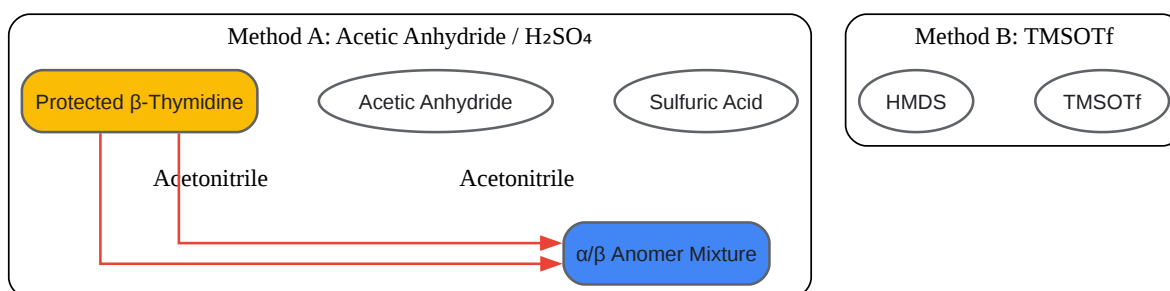 Method A: Acetic Anhydride / H₂SO₄
Method B: TMSOTf
Protected β-Thymidine
Acetic Anhydride
Sulfuric Acid
HMDS
TMSOTf
Acetonitrile
Acetonitrile
α/β Anomer Mixture